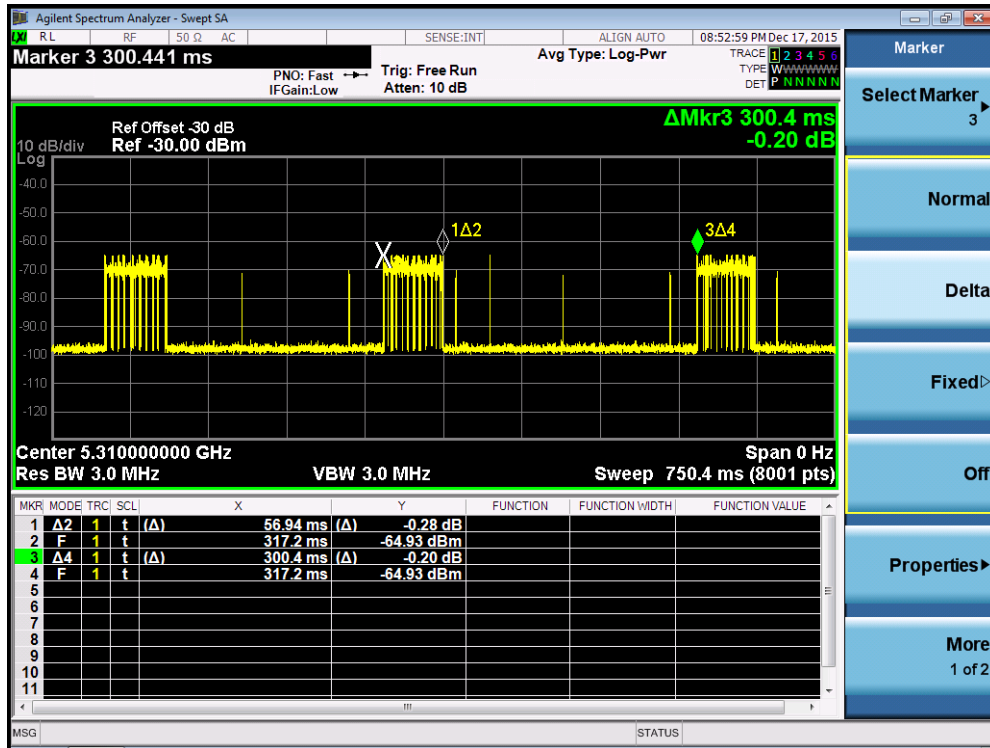 Agilent Spectrum Analyzer - Swept SA
LXI RL RF 50 Ω AC SENSE:INT ALIGN AUTO 08:52:59 PM Dec 17, 2015
Marker 3 300.441 ms
PNO: Fast
IFGain:Low
Trig: Free Run
Atten: 10 dB
Avg Type: Log-Pwr
TRACE 1 2 3 4 5 6
TYPE WWWWWW
DET P N N N N N
ΔMkr3 300.4 ms
-0.20 dB
Ref Offset -30 dB
10 dB/div Ref -30.00 dBm
Log
-40.0
-50.0
-60.0
-70.0
-80.0
-90.0
-100
-110
-120
X
1Δ2
3Δ4
Center 5.310000000 GHz Span 0 Hz
Res BW 3.0 MHz VBW 3.0 MHz Sweep 750.4 ms (8001 pts)
MKR MODE TRC SCL X Y FUNCTION FUNCTION WIDTH FUNCTION VALUE
1 Δ2 1 t (Δ) 56.94 ms (Δ) -0.28 dB
2 F 1 t 317.2 ms -64.93 dBm
3 Δ4 1 t (Δ) 300.4 ms (Δ) -0.20 dB
4 F 1 t 317.2 ms -64.93 dBm
5
6
7
8
9
10
11
MSG STATUS
Marker
Select Marker
3
Normal
Delta
Fixed
Off
Properties
More
1 of 2